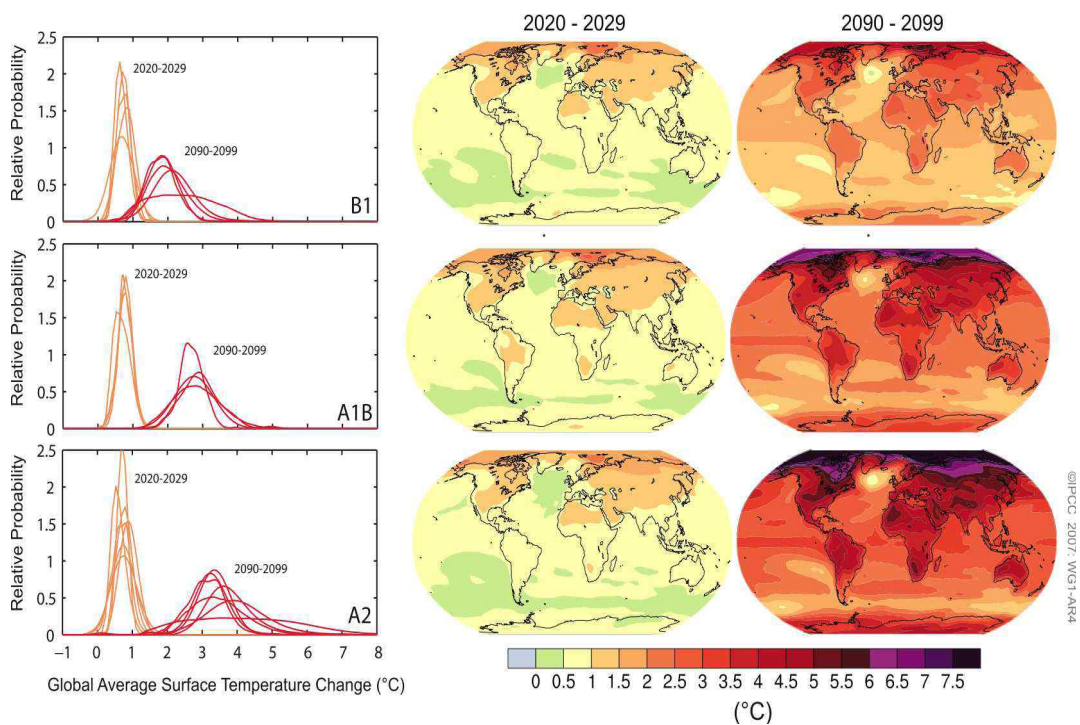 2020 - 2029
2090 - 2099
Relative Probability
2.5
2
1.5
1
0.5
0
2020-2029
2090-2099
B1
Relative Probability
2.5
2
1.5
1
0.5
0
2020-2029
2090-2099
A1B
Relative Probability
2.5
2
1.5
1
0.5
0
2020-2029
2090-2099
A2
−1 0 1 2 3 4 5 6 7 8
Global Average Surface Temperature Change (°C)
0 0.5 1 1.5 2 2.5 3 3.5 4 4.5 5 5.5 6 6.5 7 7.5
(°C)
©IPCC 2007: WG1-AR4